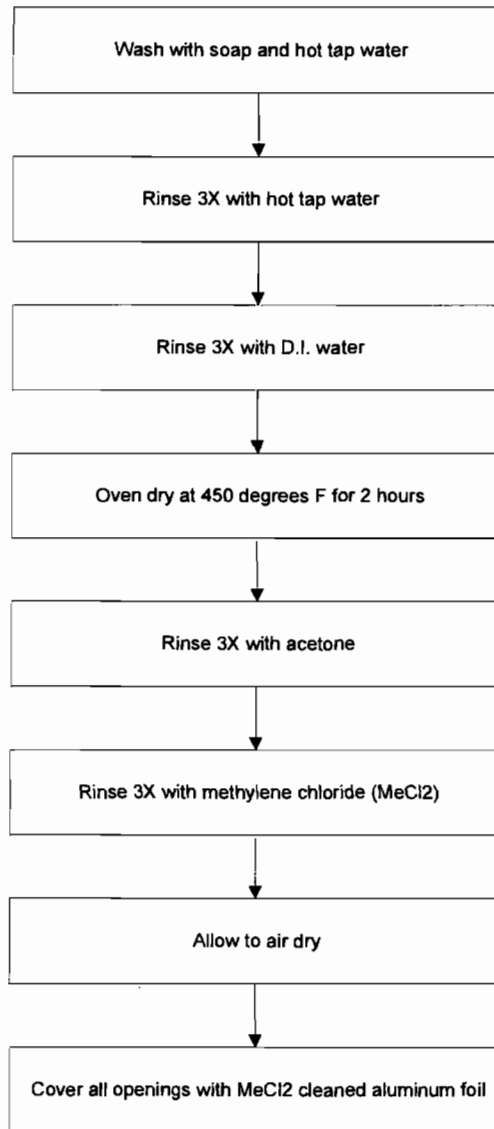 Wash with soap and hot tap water
Rinse 3X with hot tap water
Rinse 3X with D.I. water
Oven dry at 450 degrees F for 2 hours
Rinse 3X with acetone
Rinse 3X with methylene chloride (MeCl2)
Allow to air dry
Cover all openings with MeCl2 cleaned aluminum foil